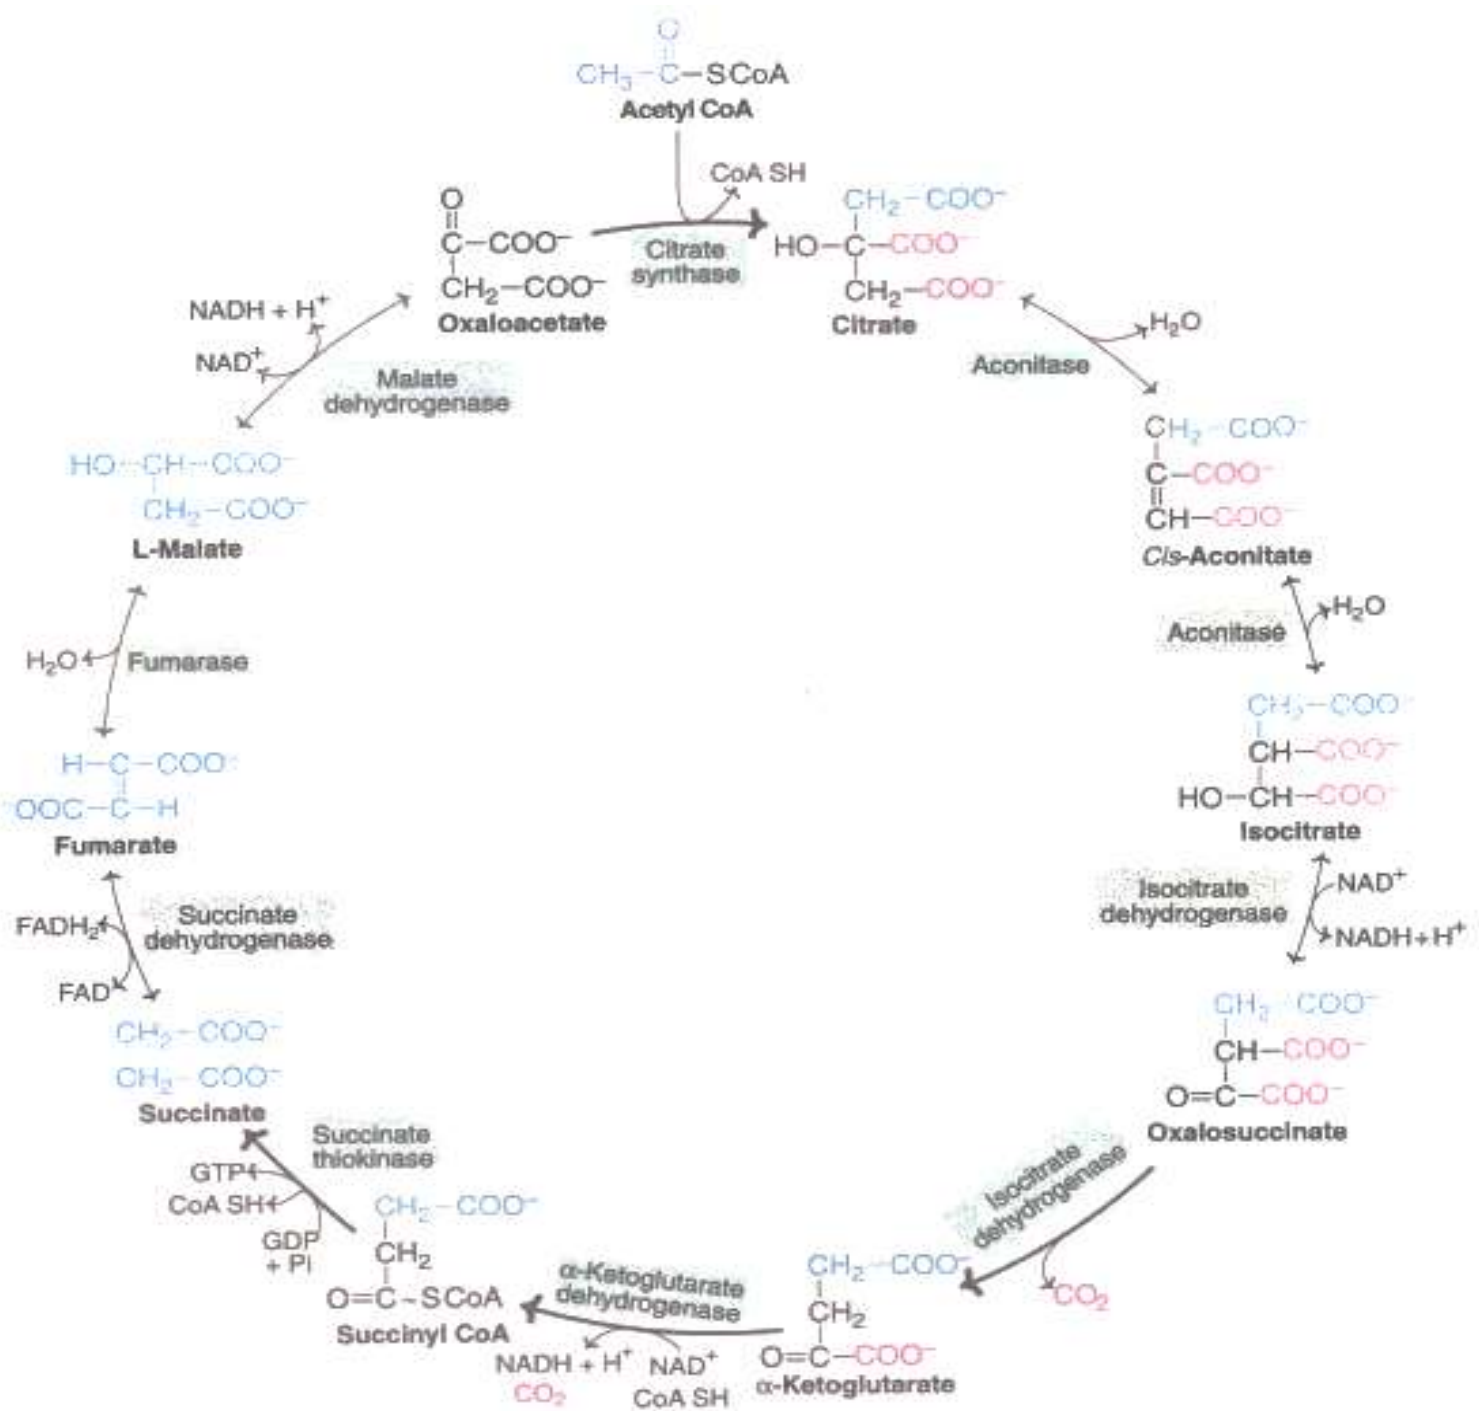 O
CH₃–C–SCoA
Acetyl CoA
CoA SH
O
C–COO⁻
CH₂–COO⁻
Oxaloacetate
Citrate
synthase
CH₂–COO⁻
HO–C–COO⁻
CH₂–COO⁻
Citrate
H₂O
Aconitase
CH₂–COO⁻
C–COO⁻
CH–COO⁻
Cis-Aconitate
Aconitase
H₂O
CH₂–COO⁻
CH–COO⁻
HO–CH–COO⁻
Isocitrate
Isocitrate
dehydrogenase
NAD⁺
NADH+H⁺
CH₂–COO⁻
CH–COO⁻
O=C–COO⁻
Oxalosuccinate
Isocitrate
dehydrogenase
CO₂
CH₂–COO⁻
CH₂
O=C–COO⁻
α-Ketoglutarate
α-Ketoglutarate
dehydrogenase
NADH + H⁺
CO₂
NAD⁺
CoA SH
CH₂–COO⁻
CH₂
O=C–SCoA
Succinyl CoA
Succinate
thiokinase
GTP
CoA SH
GDP
+ Pi
CH₂–COO⁻
CH₂–COO⁻
Succinate
Succinate
dehydrogenase
FADH₂
FAD
H–C–COO⁻
⁻OOC–C–H
Fumarate
Fumarase
H₂O
HO–CH–COO⁻
CH₂–COO⁻
L-Malate
Malate
dehydrogenase
NADH + H⁺
NAD⁺